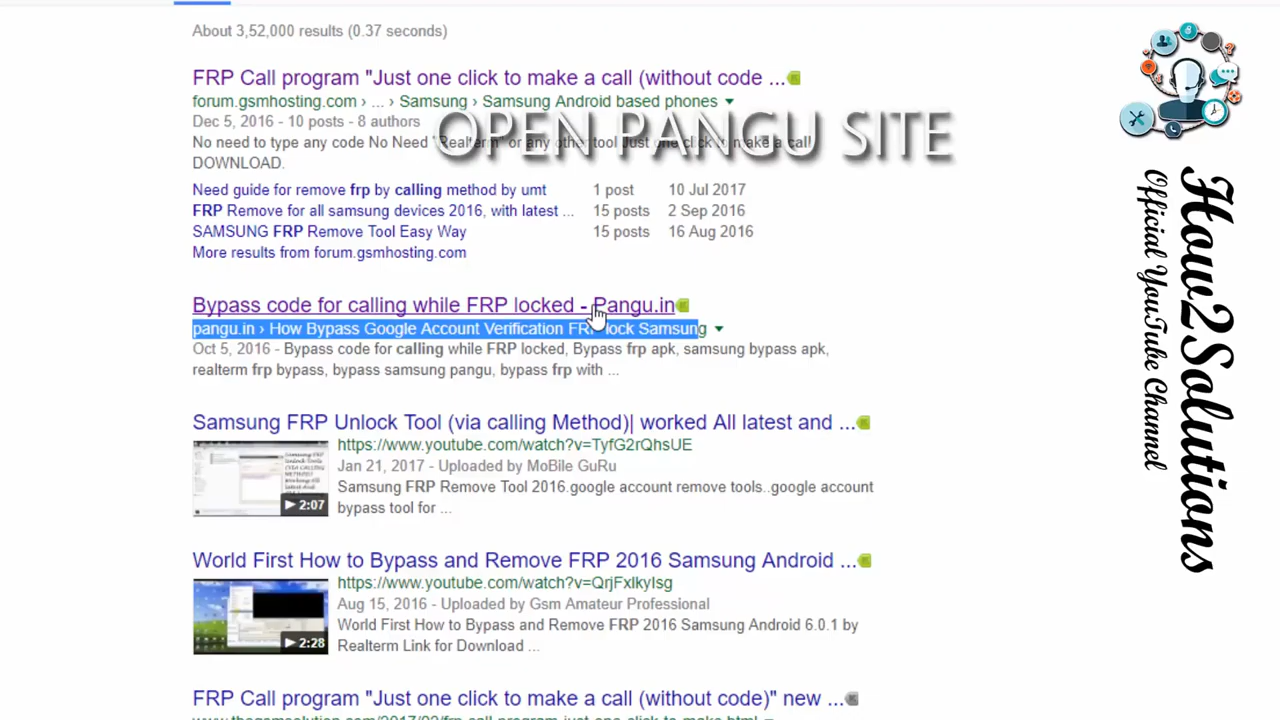 About 3,52,000 results (0.37 seconds)
FRP Call program "Just one click to make a call (without code ...
forum.gsmhosting.com › ... › Samsung › Samsung Android based phones
Dec 5, 2016 - 10 posts - 8 authors
OPEN PANGU SITE
No need to type any code No Need "Realterm" or any other tool Just one click to make a call
DOWNLOAD.
Need guide for remove frp by calling method by umt 1 post 10 Jul 2017
FRP Remove for all samsung devices 2016, with latest ... 15 posts 2 Sep 2016
SAMSUNG FRP Remove Tool Easy Way 15 posts 16 Aug 2016
More results from forum.gsmhosting.com
Bypass code for calling while FRP locked - Pangu.in
pangu.in › How Bypass Google Account Verification FRP lock Samsung
Oct 5, 2016 - Bypass code for calling while FRP locked, Bypass frp apk, samsung bypass apk,
realterm frp bypass, bypass samsung pangu, bypass frp with ...
Samsung FRP Unlock Tool (via calling Method)| worked All latest and ...
https://www.youtube.com/watch?v=TyfG2rQhsUE
Jan 21, 2017 - Uploaded by MoBile GuRu
Samsung FRP Remove Tool 2016.google account remove tools..google account
bypass tool for ...
2:07
World First How to Bypass and Remove FRP 2016 Samsung Android ...
https://www.youtube.com/watch?v=QrjFxlkyIsg
Aug 15, 2016 - Uploaded by Gsm Amateur Professional
World First How to Bypass and Remove FRP 2016 Samsung Android 6.0.1 by
Realterm Link for Download ...
2:28
FRP Call program "Just one click to make a call (without code)" new ...
How2Solutions
Official YouTube Channel